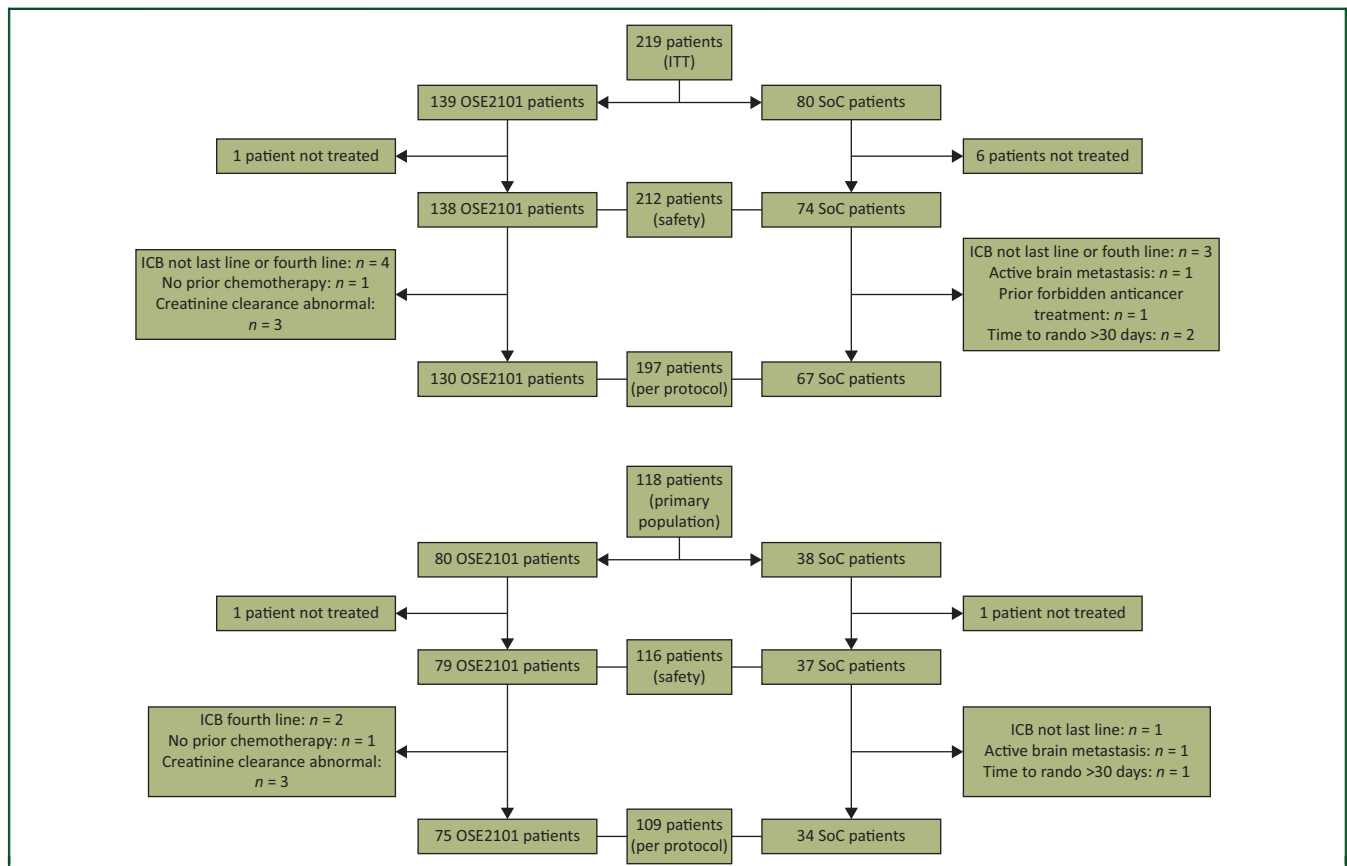 219 patients
(ITT)
139 OSE2101 patients
80 SoC patients
1 patient not treated
6 patients not treated
138 OSE2101 patients
212 patients
(safety)
74 SoC patients
ICB not last line or fourth line: n = 4
No prior chemotherapy: n = 1
Creatinine clearance abnormal:
n = 3
ICB not last line or fouth line: n = 3
Active brain metastasis: n = 1
Prior forbidden anticancer
treatment: n = 1
Time to rando >30 days: n = 2
130 OSE2101 patients
197 patients
(per protocol)
67 SoC patients
118 patients
(primary
population)
80 OSE2101 patients
38 SoC patients
1 patient not treated
1 patient not treated
79 OSE2101 patients
116 patients
(safety)
37 SoC patients
ICB fourth line: n = 2
No prior chemotherapy: n = 1
Creatinine clearance abnormal:
n = 3
ICB not last line: n = 1
Active brain metastasis: n = 1
Time to rando >30 days: n = 1
75 OSE2101 patients
109 patients
(per protocol)
34 SoC patients